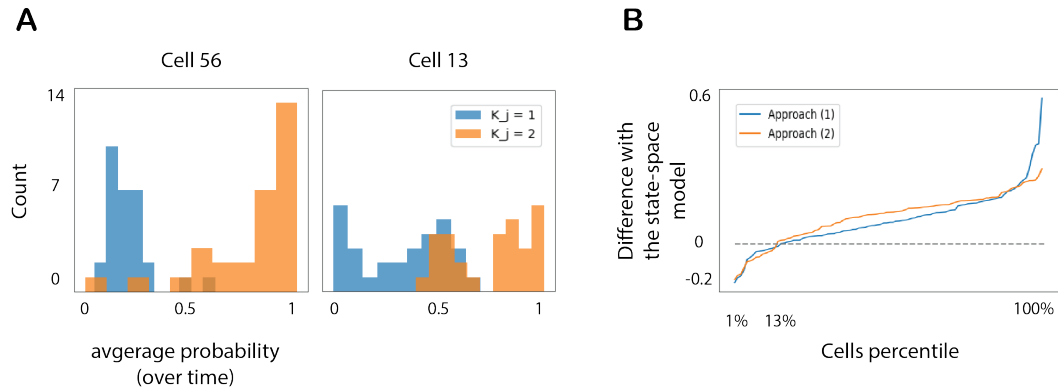 A
Cell 56
Cell 13
14
7
0
Count
K_j = 1
K_j = 2
0
0.5
1
0
0.5
1
avgerage probability
(over time)
B
0.6
0
-0.2
Difference with
the state-space
model
Approach (1)
Approach (2)
1%
13%
100%
Cells percentile